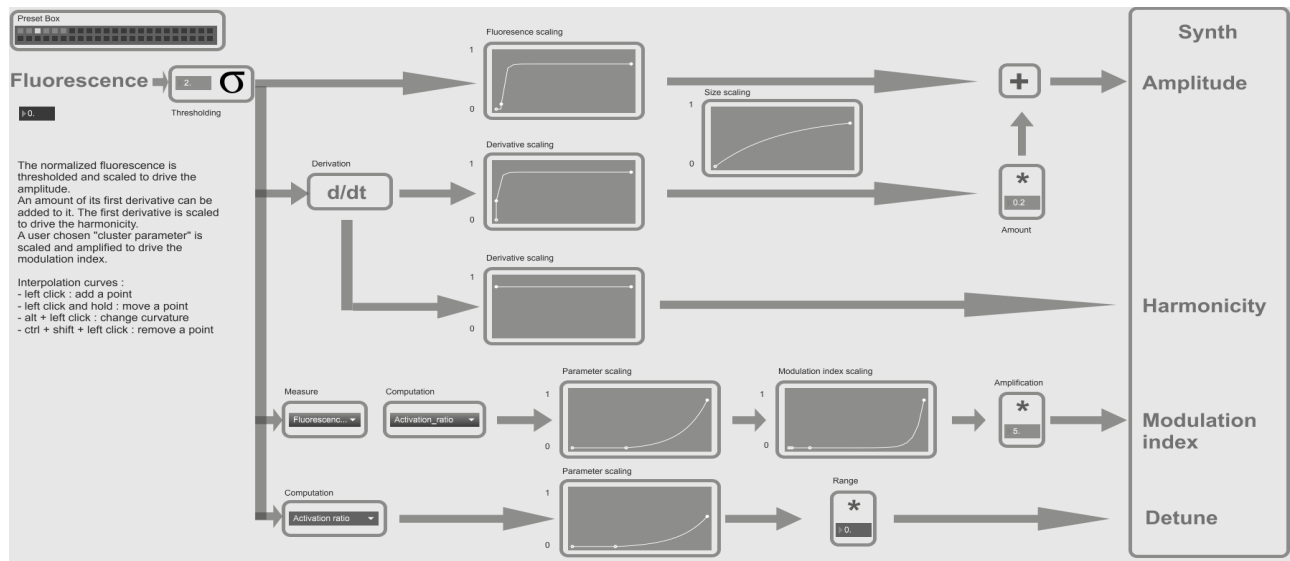 Preset Box
Fluorescence
2.
σ
Thresholding
▶0.
The normalized fluorescence is
thresholded and scaled to drive the
amplitude.
An amount of its first derivative can be
added to it. The first derivative is scaled
to drive the harmonicity.
A user chosen "cluster parameter" is
scaled and amplified to drive the
modulation index.
Interpolation curves :
- left click : add a point
- left click and hold : move a point
- alt + left click : change curvature
- ctrl + shift + left click : remove a point
Fluoresence scaling
1
0
Size scaling
1
0
+
Synth
Amplitude
Derivation
d/dt
Derivative scaling
1
0
*
0.2
Amount
Derivative scaling
1
0
Harmonicity
Measure
Fluorescenc...
Computation
Activation_ratio
Parameter scaling
1
0
Modulation index scaling
1
0
Amplification
*
5.
Modulation
index
Computation
Activation ratio
Parameter scaling
1
0
Range
*
▶0.
Detune